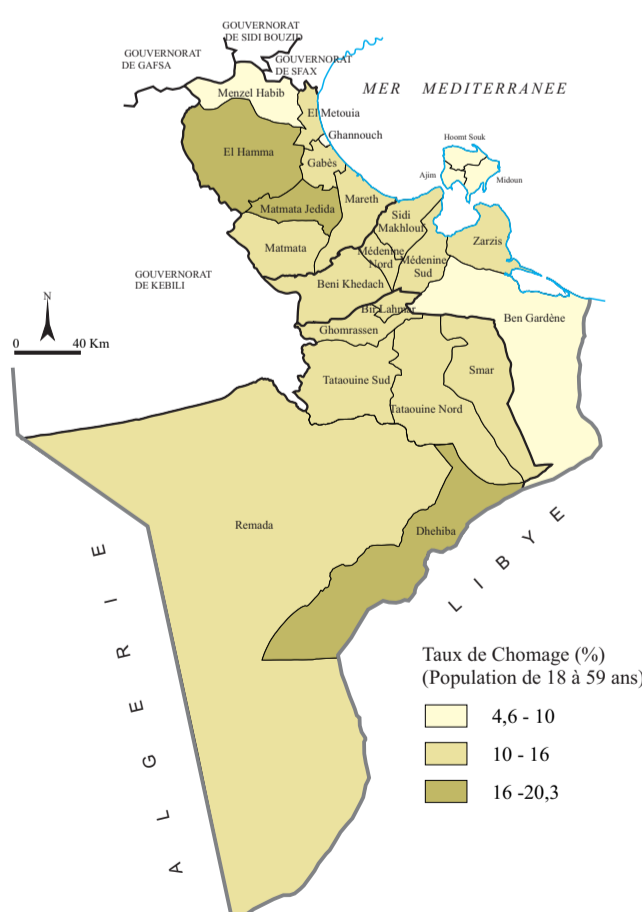 GOUVERNORAT
DE SIDI BOUZID
GOUVERNORAT
DE GAFSA
GOUVERNORAT
DE SFAX
MER MEDITERRANEE
Menzel Habib
El Metouia
Ghannouch
Hoomt Souk
El Hamma
Gabès
Ajim
Midoun
Mareth
Matmata Jedida
Sidi
Makhlouf
Zarzis
Matmata
Médenine
Nord
Médenine
Sud
GOUVERNORAT
DE KEBILI
Beni Khedach
N
Bir Lahmar
Ben Gardène
Ghomrassen
0 40 Km
Smar
Tataouine Sud
Tataouine Nord
Remada
Dhehiba
LIBYE
ALGERIE
Taux de Chomage (%)
(Population de 18 à 59 ans)
4,6 - 10
10 - 16
16 -20,3